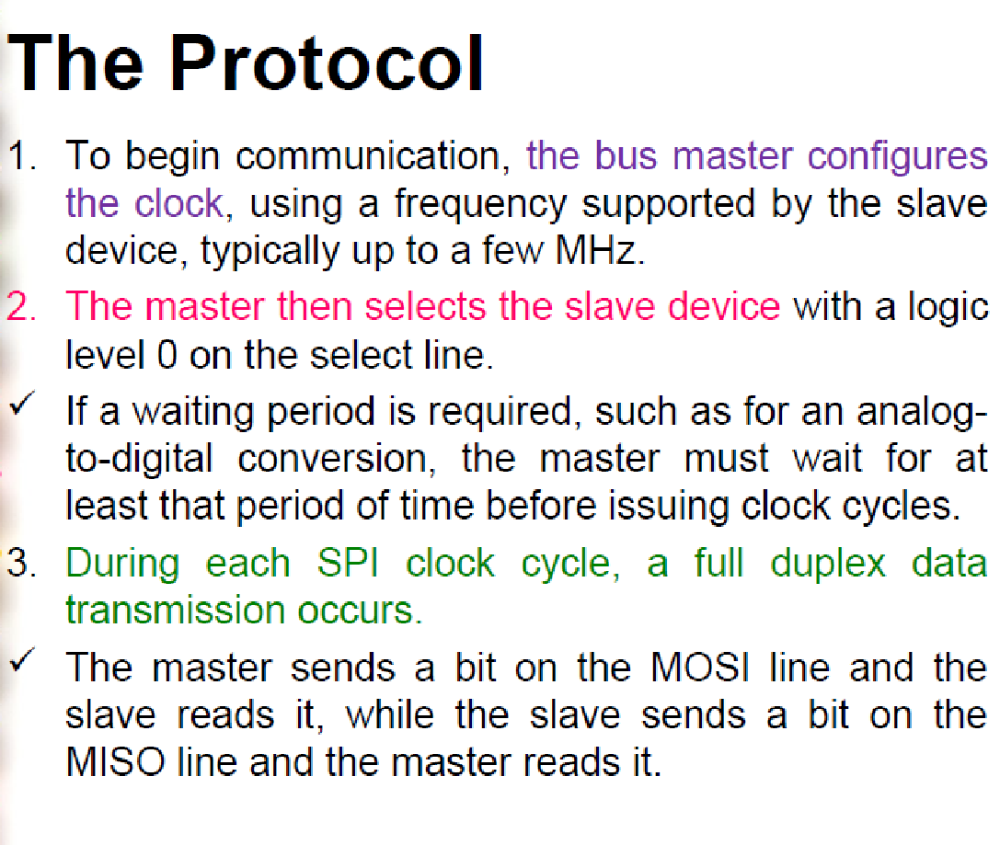 The Protocol
1. To begin communication, the bus master configures
the clock, using a frequency supported by the slave
device, typically up to a few MHz.
2. The master then selects the slave device with a logic
level 0 on the select line.
✓ If a waiting period is required, such as for an analog-
to-digital conversion, the master must wait for at
least that period of time before issuing clock cycles.
3. During each SPI clock cycle, a full duplex data
transmission occurs.
✓ The master sends a bit on the MOSI line and the
slave reads it, while the slave sends a bit on the
MISO line and the master reads it.